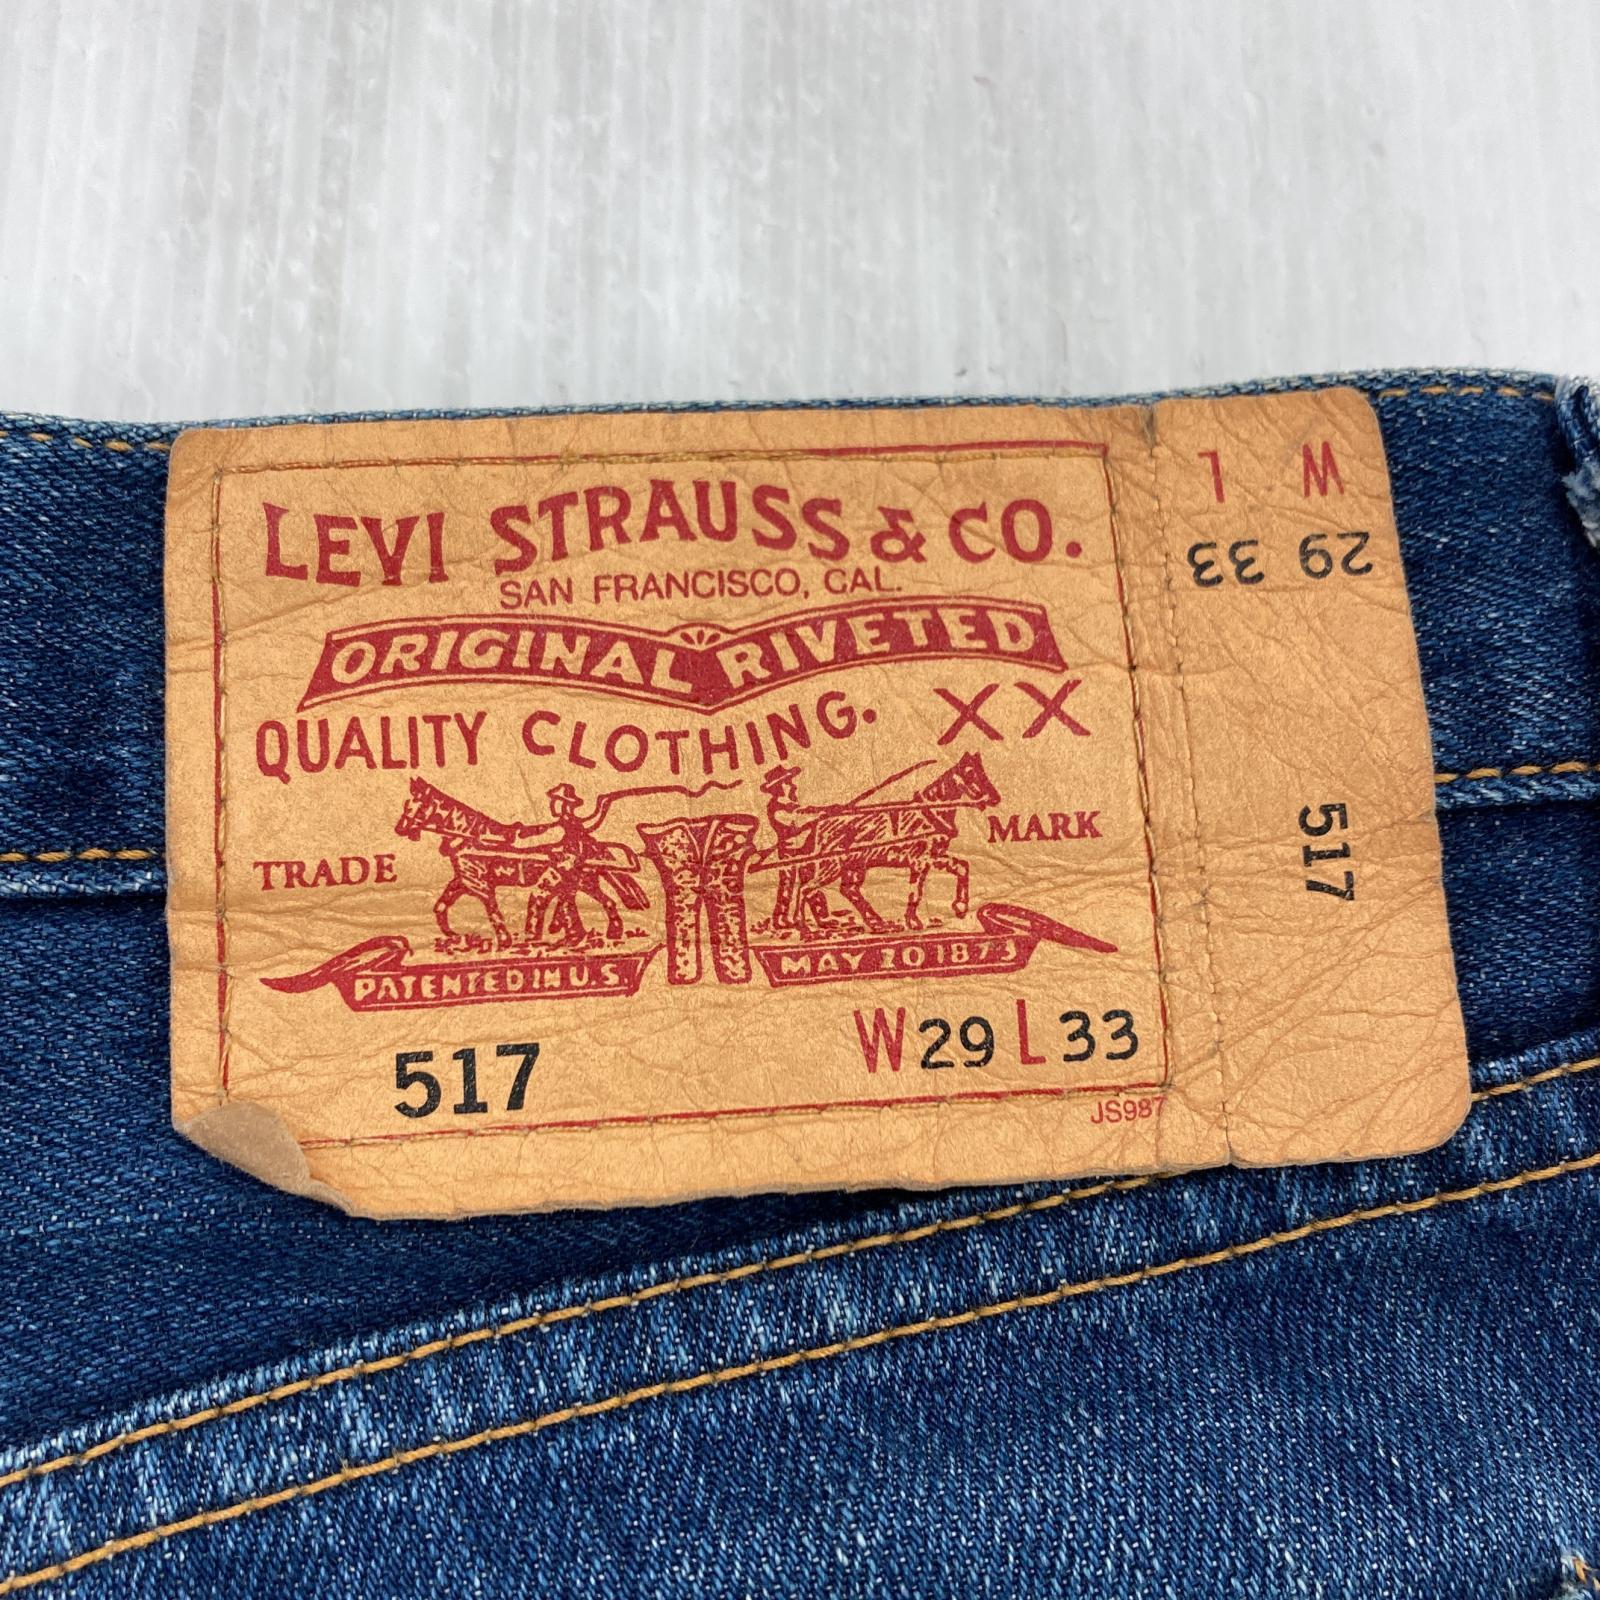 LEVI STRAUSS & CO.
SAN FRANCISCO, CAL.
ORIGINAL RIVETED
QUALITY CLOTHING. XX
TRADE MARK
PATENTED IN U.S. MAY 20 1873
517 W29 L33
JS987
W L
29 33
517